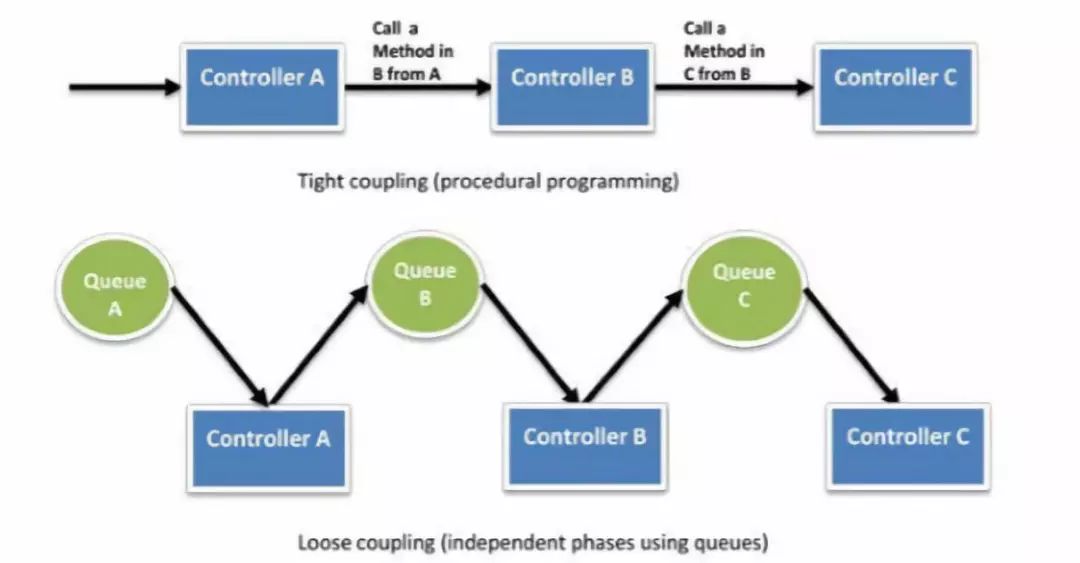 Call a
Method in
B from A
Call a
Method in
C from B
Controller A
Controller B
Controller C
Tight coupling (procedural programming)
Queue
A
Queue
B
Queue
C
Controller A
Controller B
Controller C
Loose coupling (independent phases using queues)